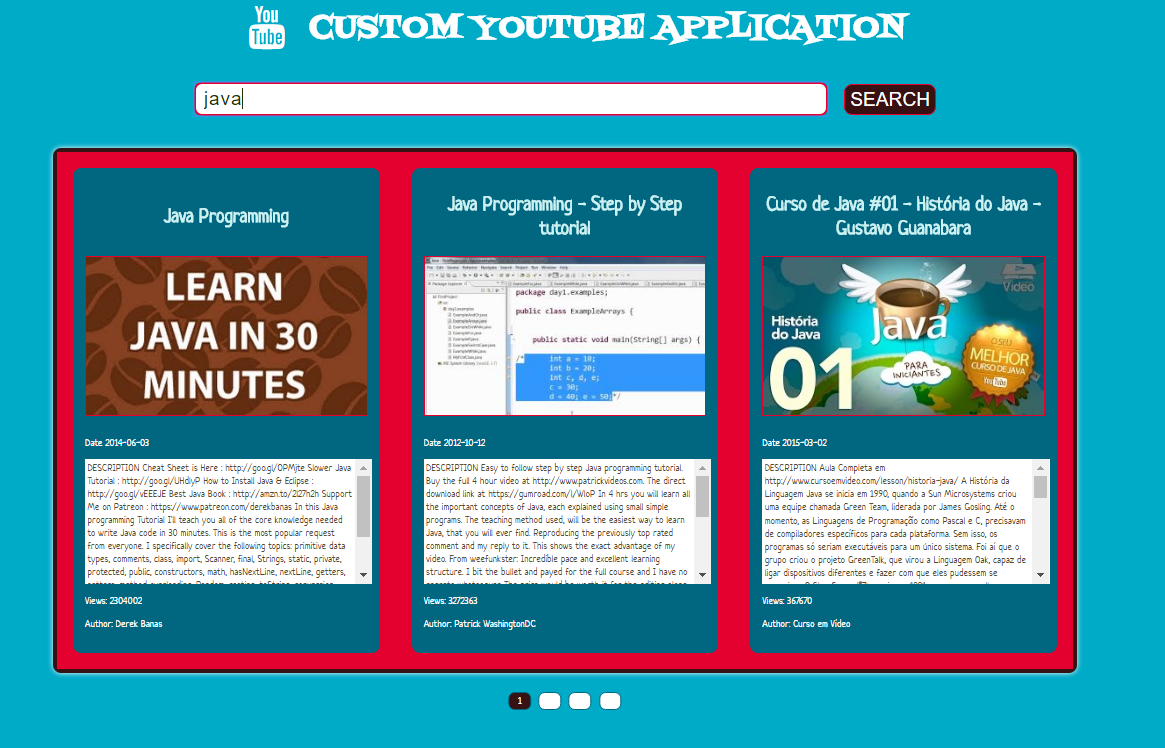 You
Tube
CUSTOM YOUTUBE APPLICATION
java
SEARCH
Java Programming
LEARN
JAVA IN 30
MINUTES
Date 2014-06-03
DESCRIPTION Cheat Sheet is Here : http://goo.gl/OPMjte Slower Java
Tutorial : http://goo.gl/UHdiyP How to Install Java & Eclipse :
http://goo.gl/vEEEJE Best Java Book : http://amzn.to/2l27h2h Support
Me on Patreon : https://www.patreon.com/derekbanas In this Java
programming Tutorial I'll teach you all of the core knowledge needed
to write Java code in 30 minutes. This is the most popular request
from everyone. I specifically cover the following topics: primitive data
types, comments, class, import, Scanner, final, Strings, static, private,
protected, public, constructors, math, hasNextLine, nextLine, getters,
Views: 2304002
Author: Derek Banas
Java Programming - Step by Step
tutorial
package day1.examples;
public class ExampleArrays {
public static void main(String[] args) {
/* int a = 10;
int b = 20;
int c, d, e;
c = 30;
d = 40; e = 50;*/
Date 2012-10-12
DESCRIPTION Easy to follow step by step Java programming tutorial.
Buy the full 4 hour video at http://www.patrickvideos.com. The direct
download link at https://gumroad.com/l/WloP In 4 hrs you will learn all
the important concepts of Java, each explained using small simple
programs. The teaching method used, will be the easiest way to learn
Java, that you will ever find. Reproducing the previously top rated
comment and my reply to it. This shows the exact advantage of my
video. From weefunkster: Incredible pace and excellent learning
structure. I bit the bullet and payed for the full course and I have no
Views: 3272363
Author: Patrick WashingtonDC
Curso de Java #01 - História do Java -
Gustavo Guanabara
Vídeo
História
do Java
01
Java
PARA
INICIANTES
O SEU
MELHOR
CURSO DE JAVA
YouTube
Date 2015-03-02
DESCRIPTION Aula Completa em
http://www.cursoemvideo.com/lesson/historia-java/ A História da
Linguagem Java se inicia em 1990, quando a Sun Microsystems criou
uma equipe chamada Green Team, liderada por James Gosling. Até o
momento, as Linguagens de Programação como Pascal e C, precisavam
de compiladores específicos para cada plataforma. Sem isso, os
programas só seriam executáveis para um único sistema. Foi aí que o
grupo criou o projeto GreenTalk, que virou a Linguagem Oak, capaz de
ligar dispositivos diferentes e fazer com que eles pudessem se
Views: 367670
Author: Curso em Vídeo
1